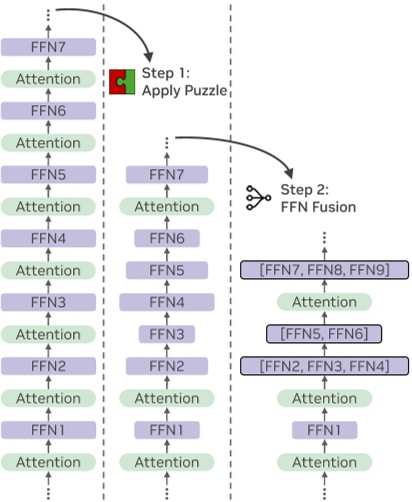 FFN7
Attention
FFN6
Attention
FFN5
Attention
FFN4
Attention
FFN3
Attention
FFN2
Attention
FFN1
Attention
Step 1:
Apply Puzzle
FFN7
Attention
FFN6
FFN5
FFN4
FFN3
FFN2
Attention
FFN1
Attention
Step 2:
FFN Fusion
[FFN7, FFN8, FFN9]
Attention
[FFN5, FFN6]
[FFN2, FFN3, FFN4]
Attention
FFN1
Attention